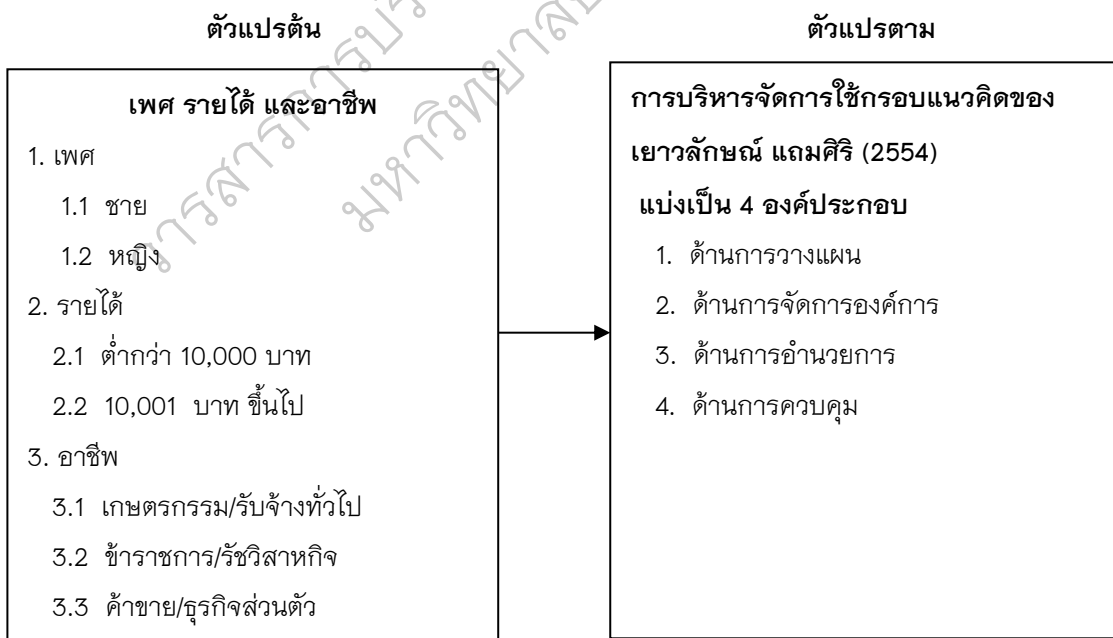 ตัวแปรต้น
เพศ รายได้ และอาชีพ
1. เพศ
1.1 ชาย
1.2 หญิง
2. รายได้
2.1 ต่ำกว่า 10,000 บาท
2.2 10,001 บาท ขึ้นไป
3. อาชีพ
3.1 เกษตรกรรม/รับจ้างทั่วไป
3.2 ข้าราชการ/รัชวิสาหกิจ
3.3 ค้าขาย/ธุรกิจส่วนตัว
ตัวแปรตาม
การบริหารจัดการใช้กรอบแนวคิดของ
เยาวลักษณ์ แถมศิริ (2554)
แบ่งเป็น 4 องค์ประกอบ
1. ด้านการวางแผน
2. ด้านการจัดการองค์การ
3. ด้านการอำนวยการ
4. ด้านการควบคุม